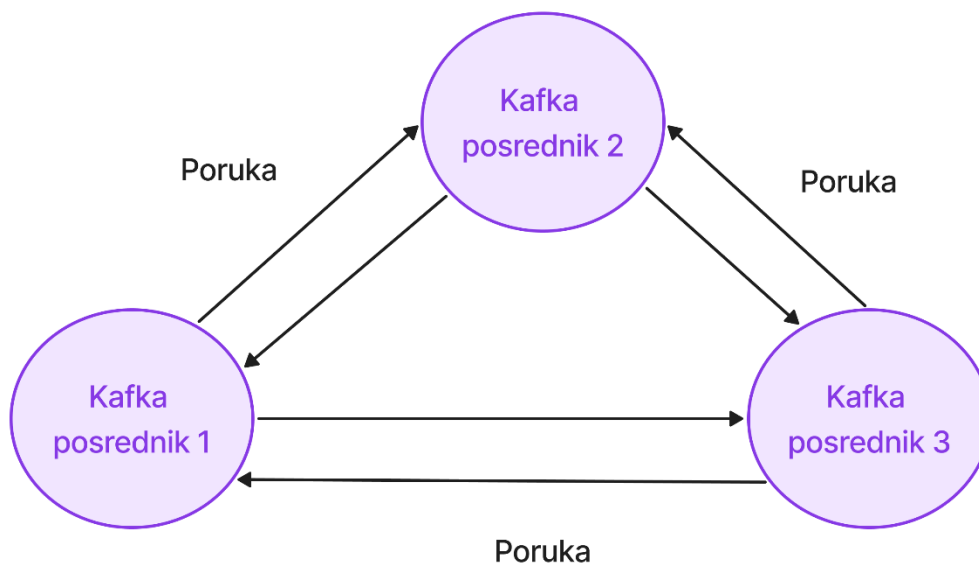 Kafka
posrednik 2
Poruka
Poruka
Kafka
posrednik 1
Kafka
posrednik 3
Poruka